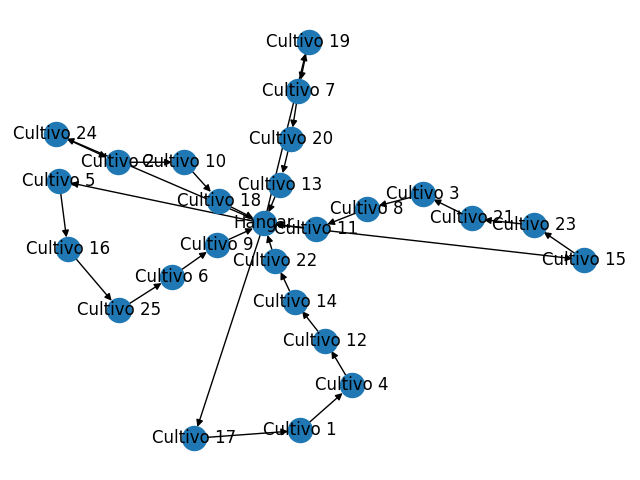 Cultivo 19
Cultivo 7
Cultivo 24
Cultivo 20
Cultivo 2
Cultivo 10
Cultivo 5
Cultivo 13
Cultivo 3
Cultivo 18
Cultivo 8
Cultivo 21
Hangar
Cultivo 23
Cultivo 11
Cultivo 9
Cultivo 16
Cultivo 22
Cultivo 15
Cultivo 6
Cultivo 14
Cultivo 25
Cultivo 12
Cultivo 4
Cultivo 1
Cultivo 17